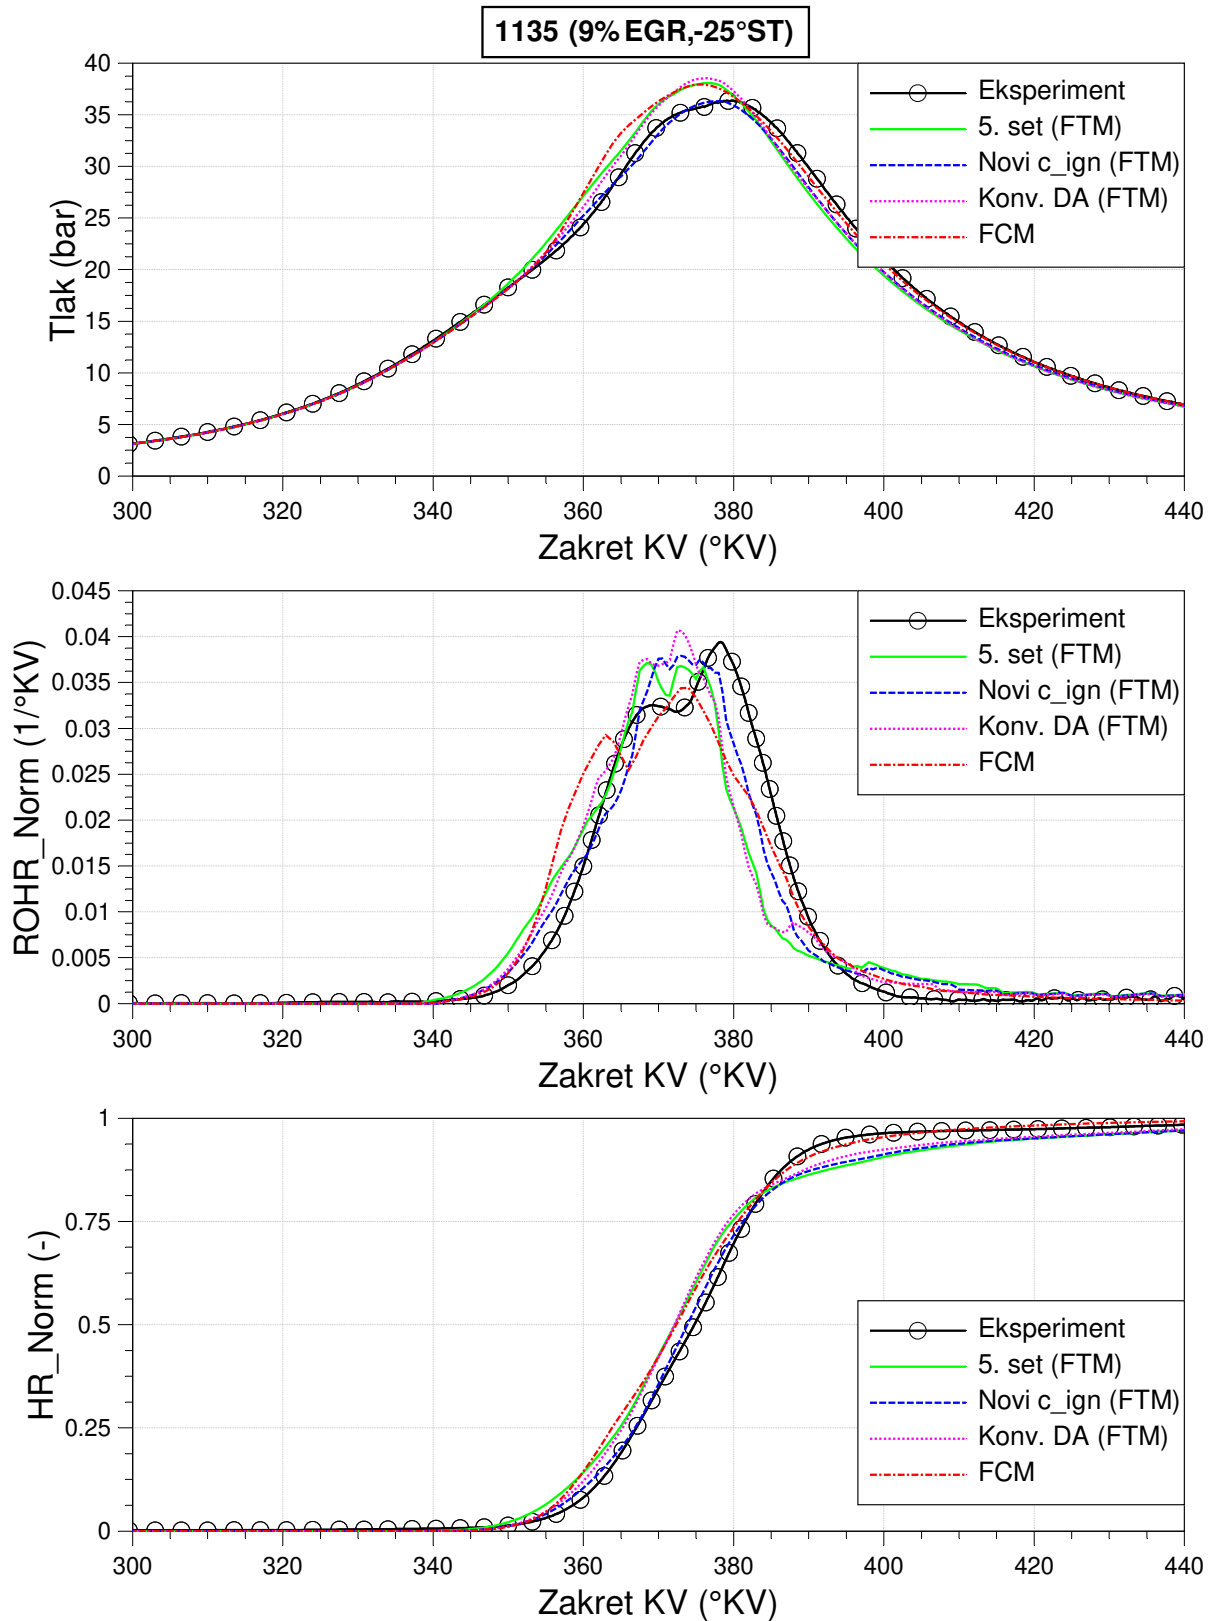 1135 (9% EGR,-25°ST)
Tlak (bar)
40
35
30
25
20
15
10
5
0
300
320
340
360
380
400
420
440
Zakret KV (°KV)
Eksperiment
5. set (FTM)
Novi c_ign (FTM)
Konv. DA (FTM)
FCM
ROHR_Norm (1/°KV)
0.045
0.04
0.035
0.03
0.025
0.02
0.015
0.01
0.005
0
300
320
340
360
380
400
420
440
Zakret KV (°KV)
Eksperiment
5. set (FTM)
Novi c_ign (FTM)
Konv. DA (FTM)
FCM
HR_Norm (-)
1
0.75
0.5
0.25
0
300
320
340
360
380
400
420
440
Zakret KV (°KV)
Eksperiment
5. set (FTM)
Novi c_ign (FTM)
Konv. DA (FTM)
FCM